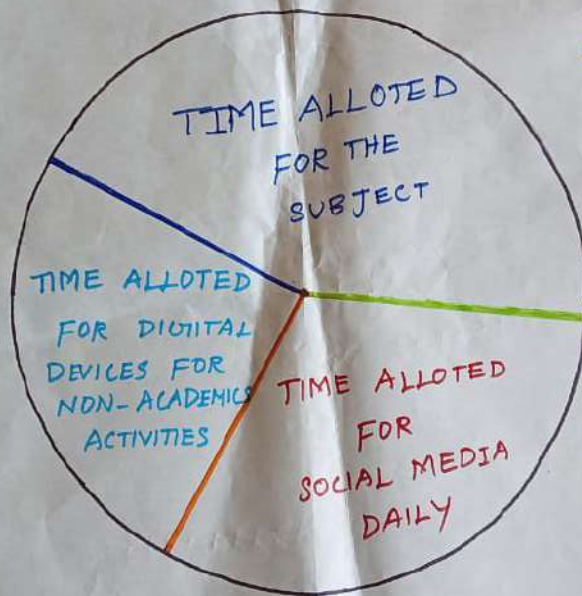 TIME ALLOTED
FOR THE
SUBJECT
TIME ALLOTED
FOR DIGITAL
DEVICES FOR
NON-ACADEMICS
ACTIVITIES
TIME ALLOTED
FOR
SOCIAL MEDIA
DAILY